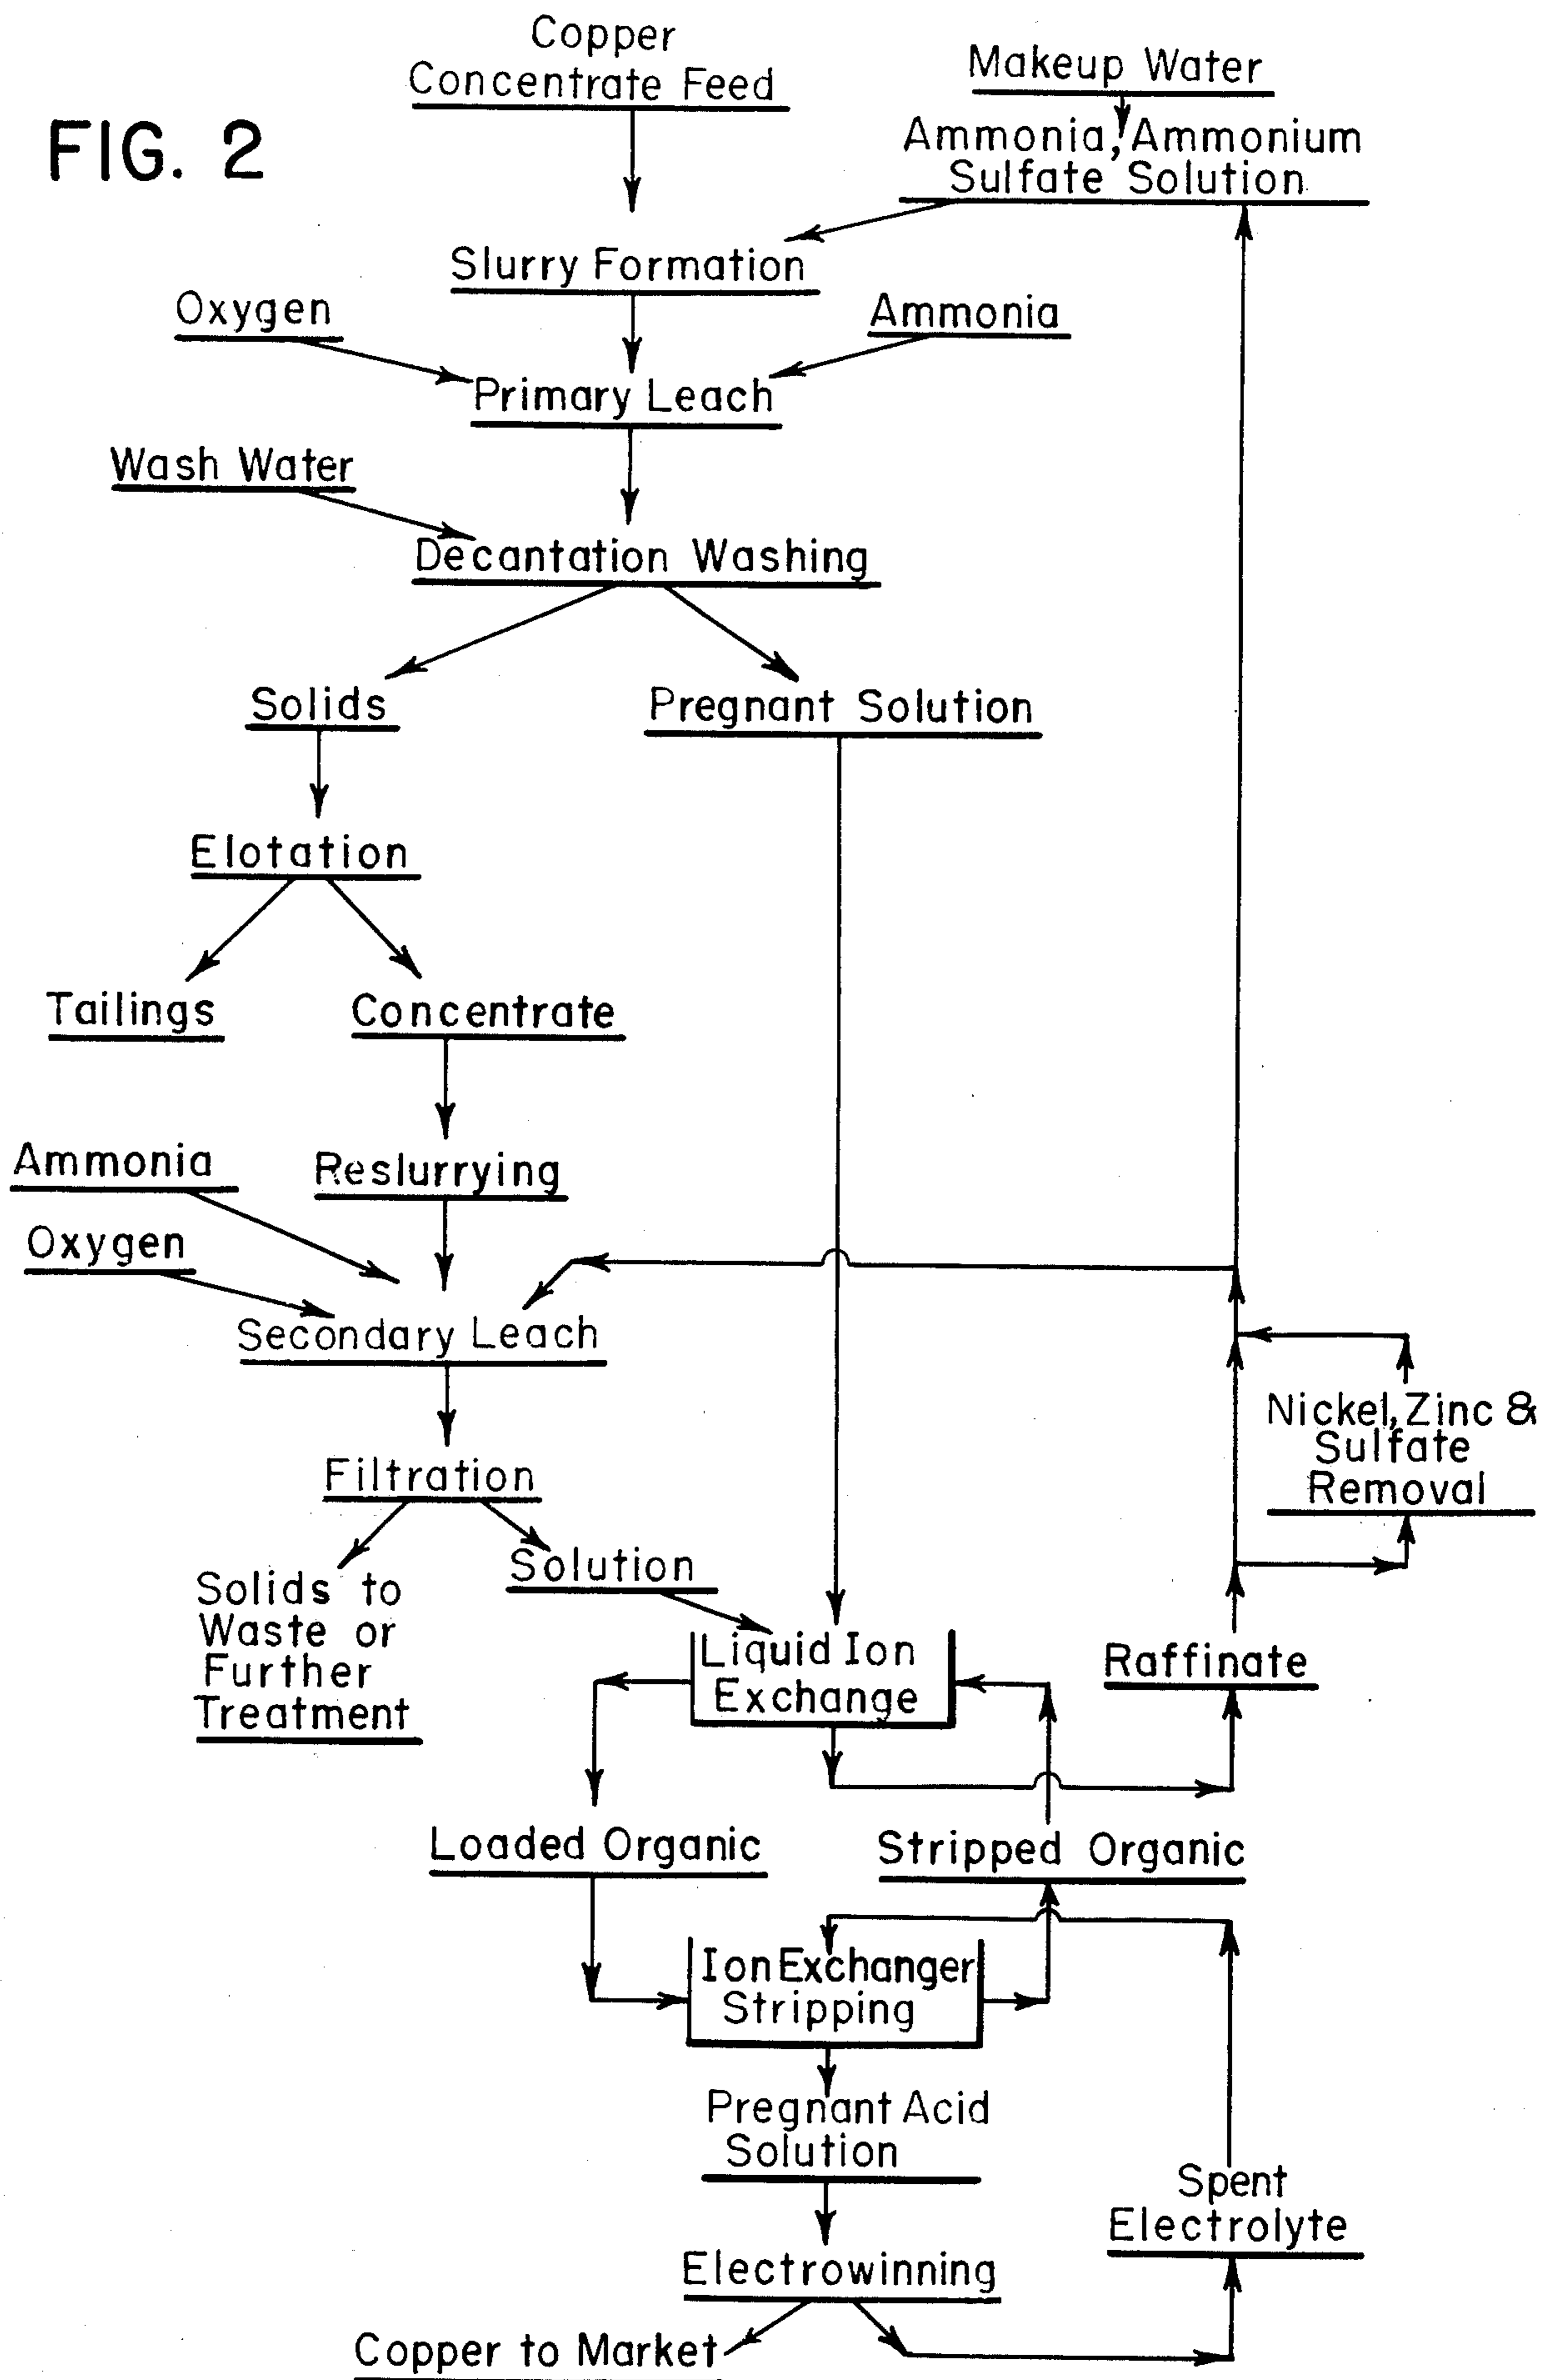 Copper
Concentrate Feed
Makeup Water
FIG. 2
Ammonia, Ammonium
Sulfate Solution
Slurry Formation
Oxygen
Ammonia
Primary Leach
Wash Water
Decantation Washing
Solids
Pregnant Solution
Elotation
Tailings
Concentrate
Ammonia
Reslurrying
Oxygen
Secondary Leach
Nickel, Zinc &
Sulfate
Removal
Filtration
Solution
Solids to
Waste or
Further
Treatment
Liquid Ion
Exchange
Raffinate
Loaded Organic
Stripped Organic
Ion Exchanger
Stripping
Pregnant Acid
Solution
Spent
Electrolyte
Electrowinning
Copper to Market